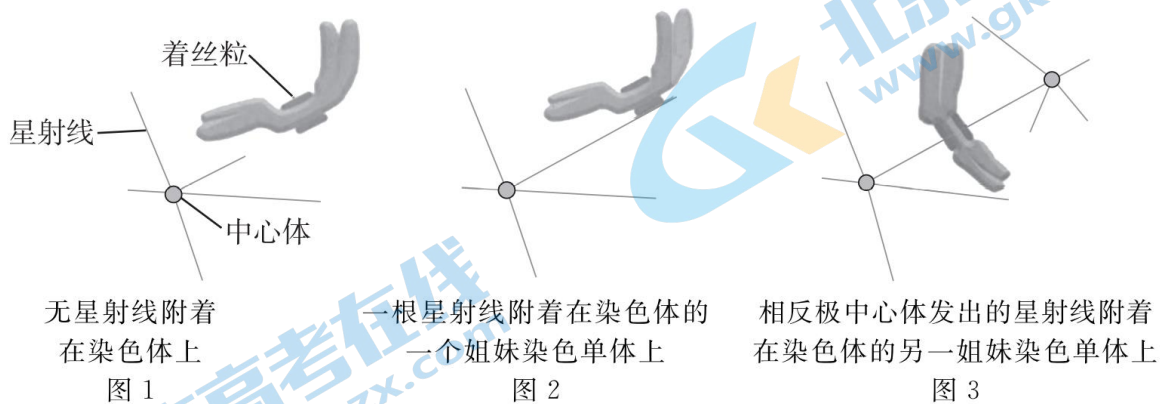 着丝粒
星射线
中心体
无星射线附着
在染色体上
图 1
一根星射线附着在染色体的
一个姐妹染色单体上
图 2
相反极中心体发出的星射线附着
在染色体的另一姐妹染色单体上
图 3